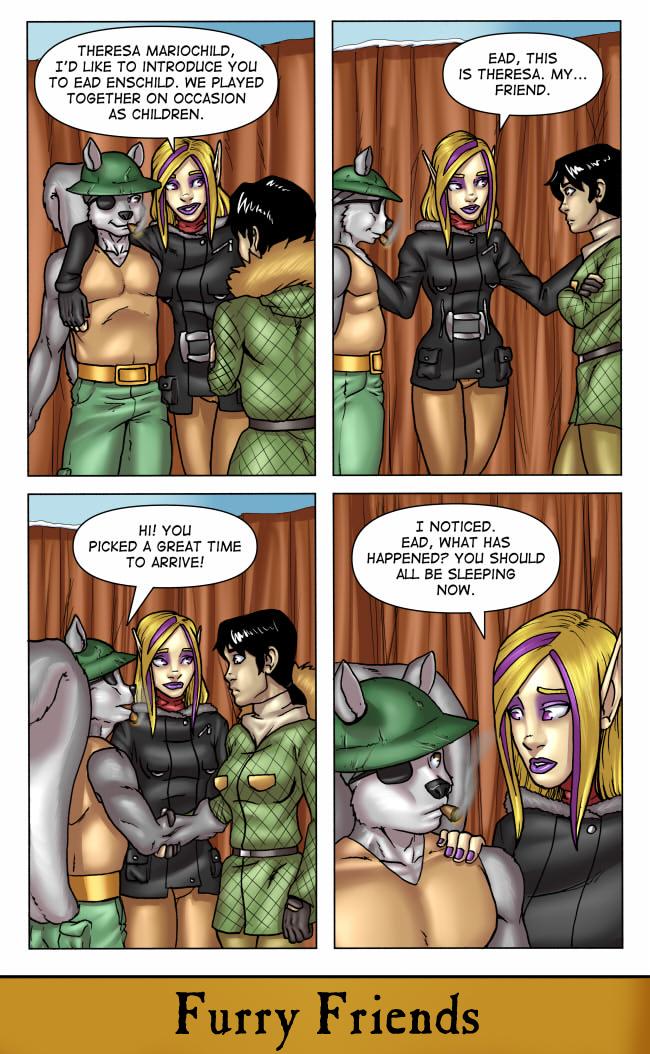 THERESA MARIOCHILD,
I'D LIKE TO INTRODUCE YOU
TO EAD ENSCHILD. WE PLAYED
TOGETHER ON OCCASION
AS CHILDREN.
EAD, THIS
IS THERESA. MY...
FRIEND.
HI! YOU
PICKED A GREAT TIME
TO ARRIVE!
I NOTICED.
EAD, WHAT HAS
HAPPENED? YOU SHOULD
ALL BE SLEEPING
NOW.
Furry Friends